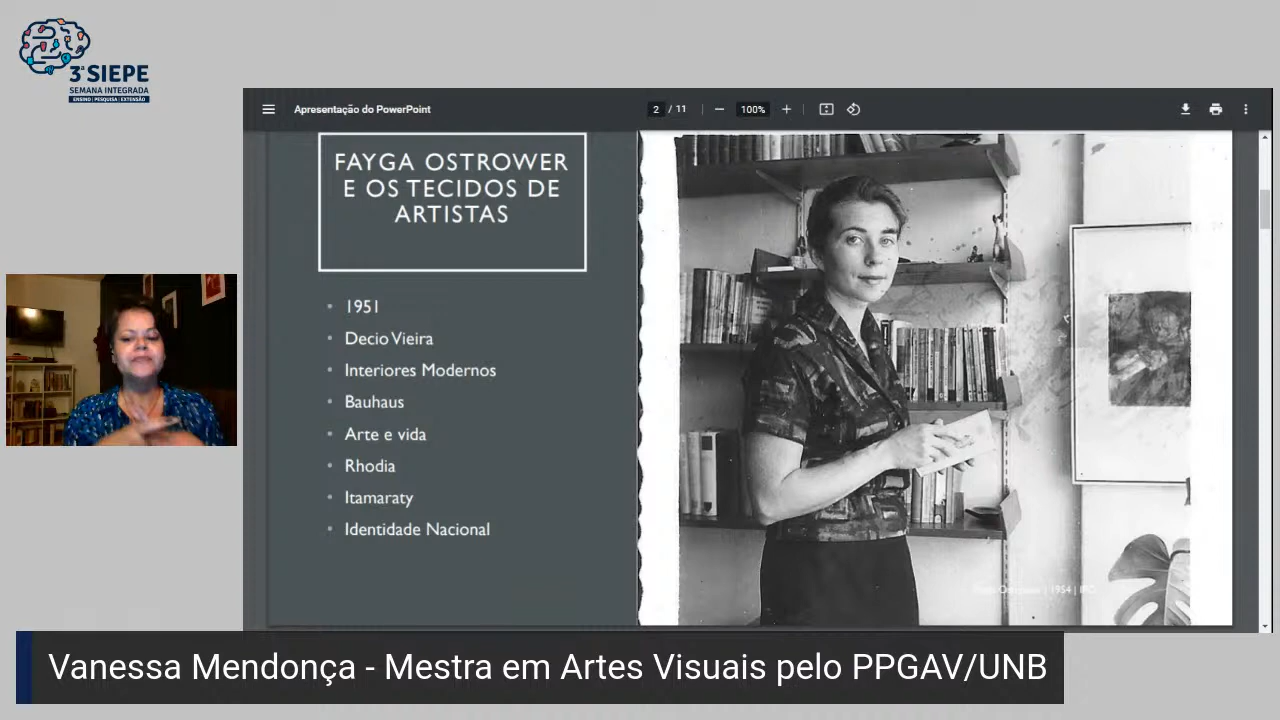 3ª SIEPE
SEMANA INTEGRADA
ENSINO | PESQUISA | EXTENSÃO
Apresentação do PowerPoint
2 / 11
100%
FAYGA OSTROWER
E OS TECIDOS DE
ARTISTAS
1951
Decio Vieira
Interiores Modernos
Bauhaus
Arte e vida
Rhodia
Itamaraty
Identidade Nacional
| 1954 |
Vanessa Mendonça - Mestra em Artes Visuais pelo PPGAV/UNB